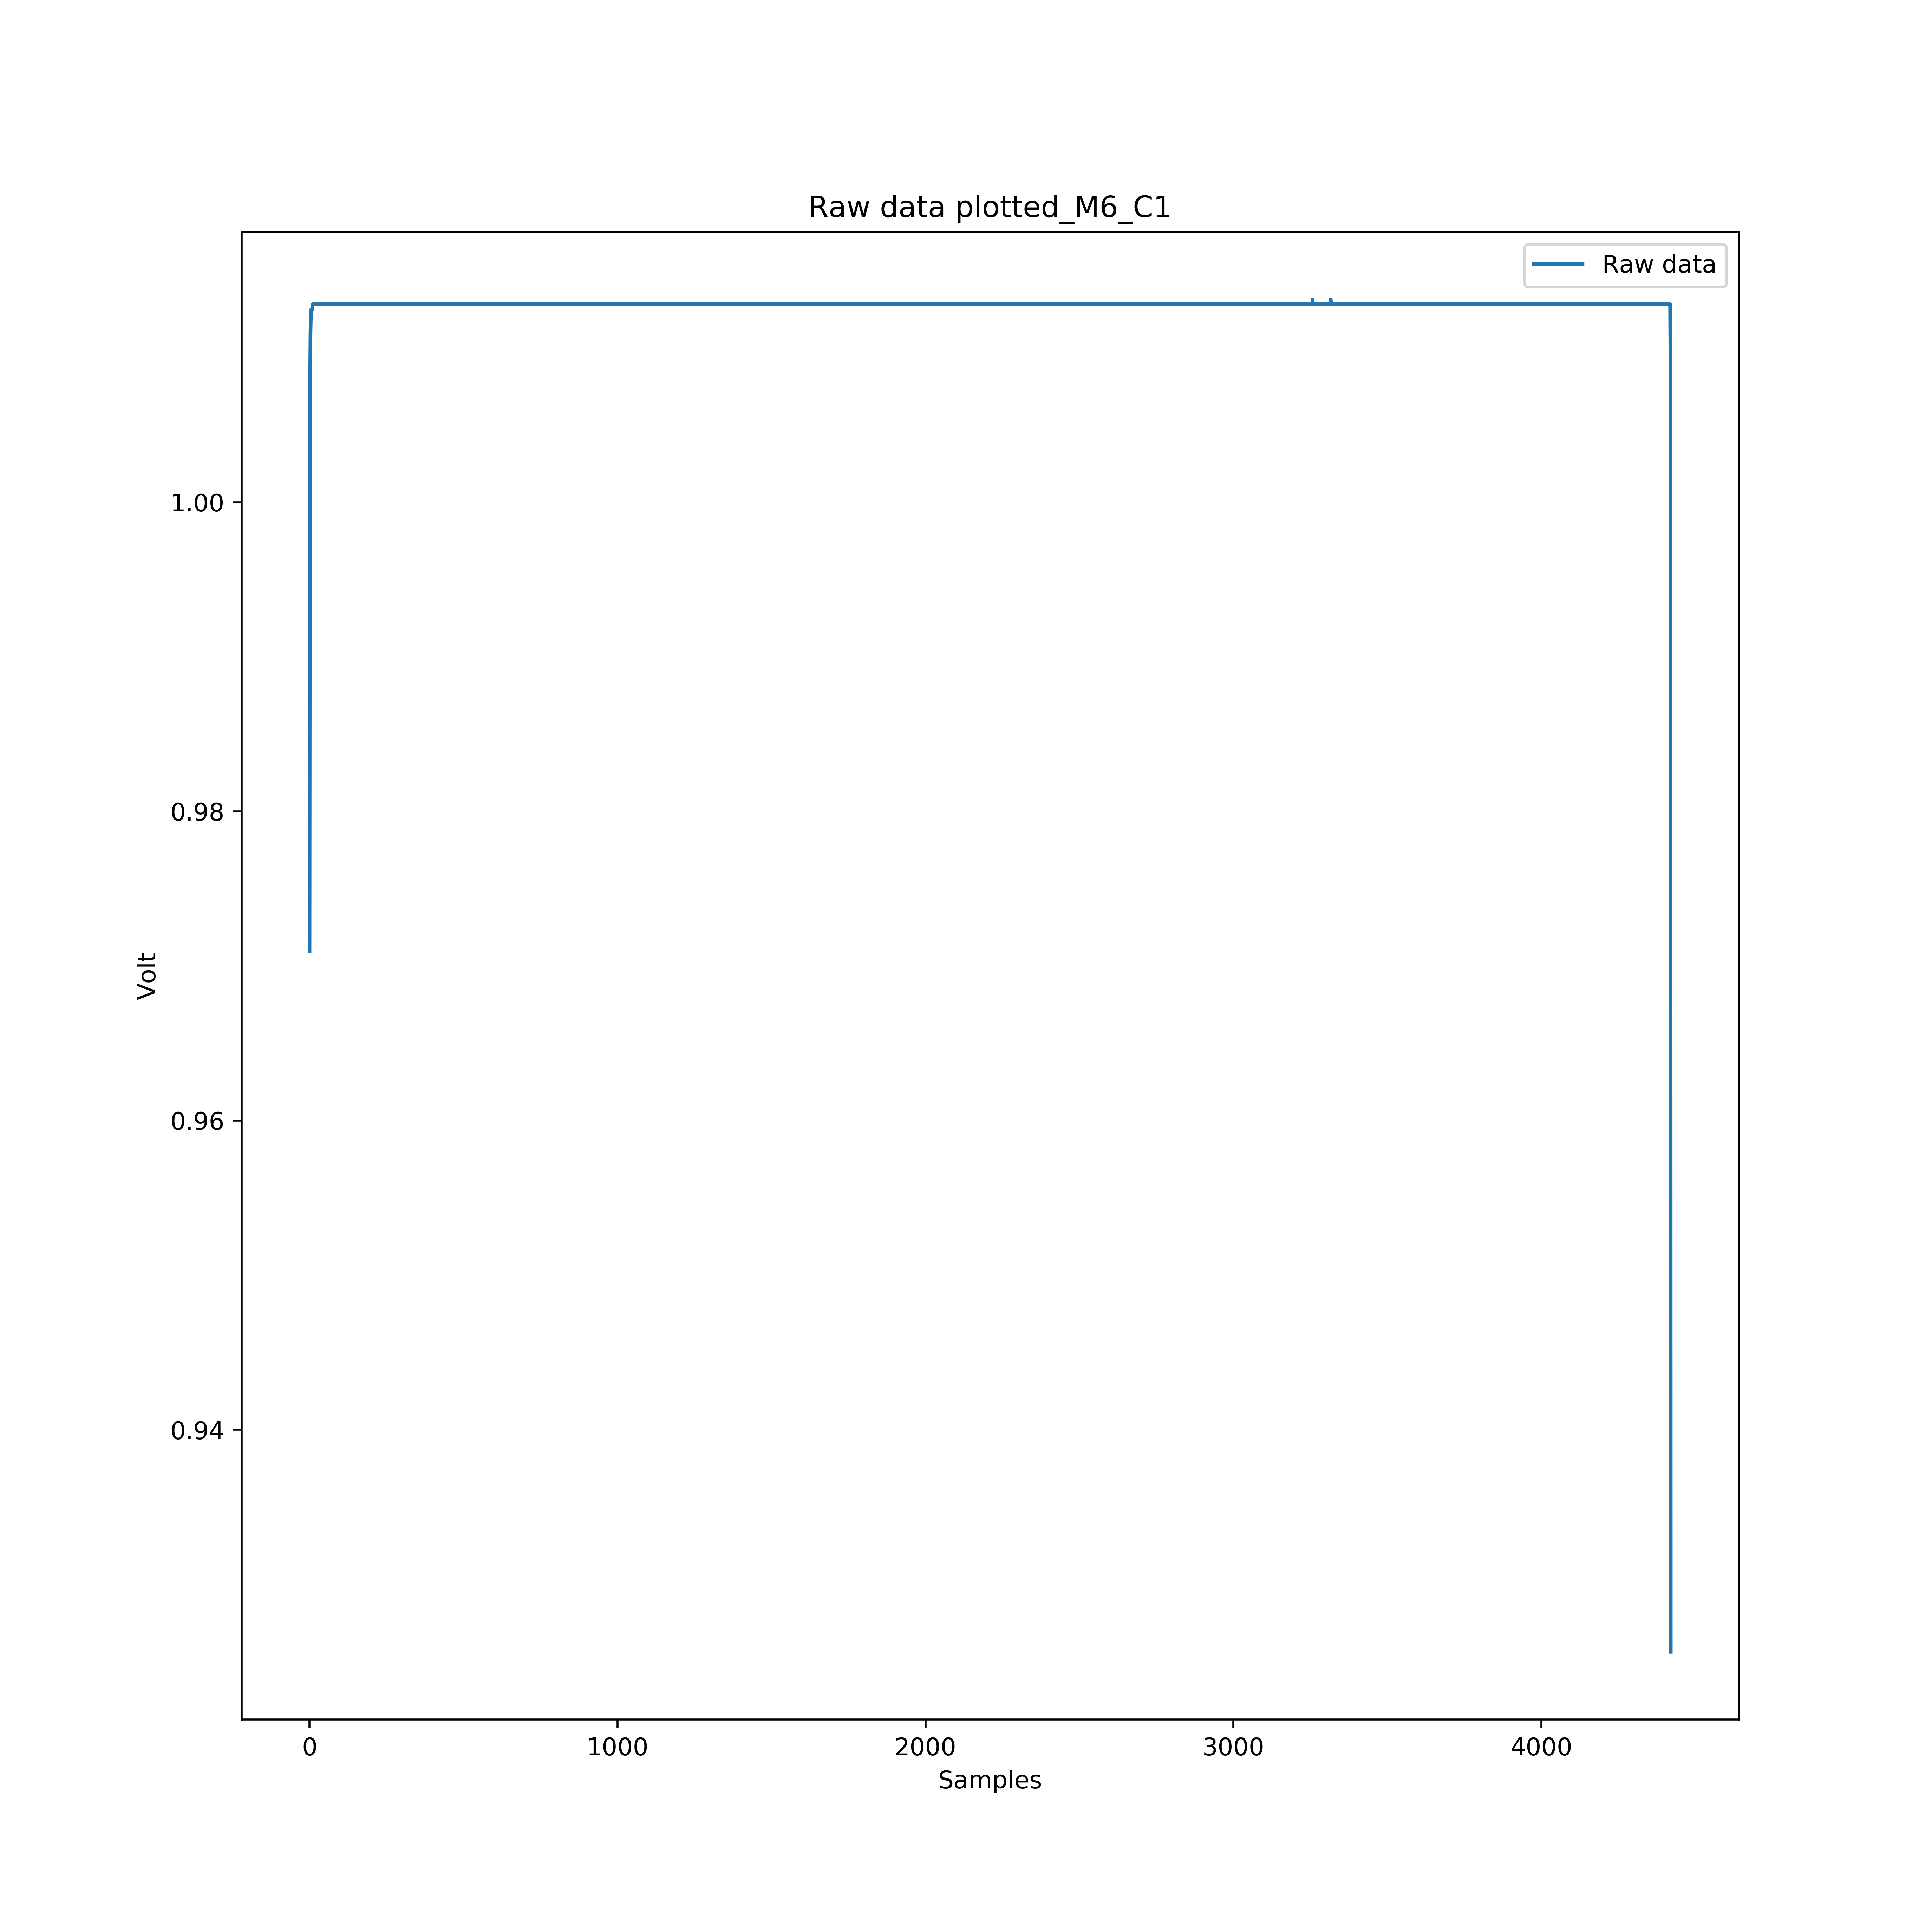 Raw data plotted_M6_C1
Raw data
1.00
0.98
0.96
0.94
Volt
0 1000 2000 3000 4000
Samples